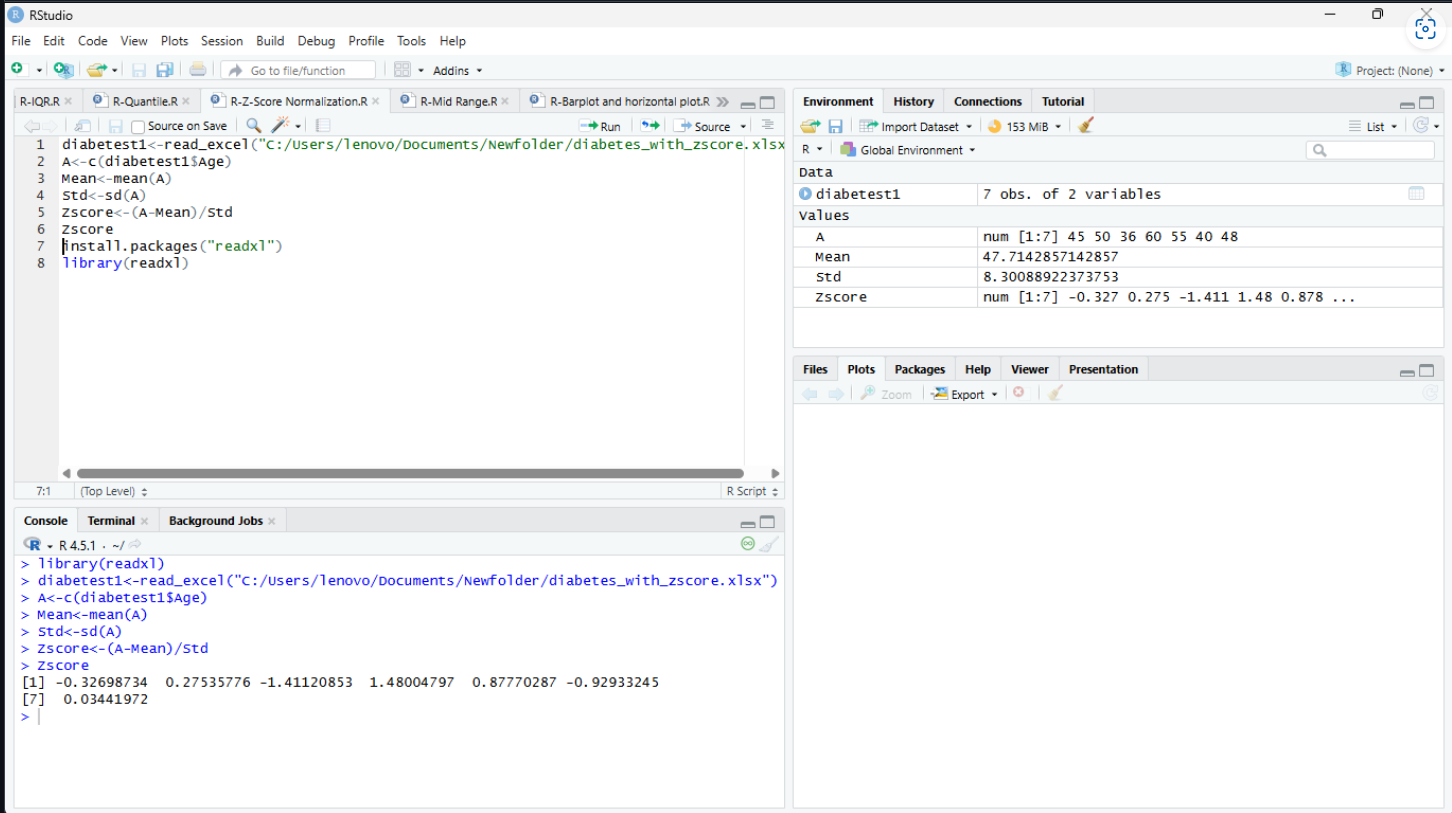 RStudio
File Edit Code View Plots Session Build Debug Profile Tools Help
Go to file/function Addins Project: (None)
R-IQR.R R-Quantile.R R-Z-Score Normalization.R R-Mid Range.R R-Barplot and horizontal plot.R
Source on Save Run Source
1 diabetest1<-read_excel("C:/Users/lenovo/Documents/Newfolder/diabetes_with_zscore.xlsx
2 A<-c(diabetest1$Age)
3 Mean<-mean(A)
4 Std<-sd(A)
5 Zscore<-(A-Mean)/Std
6 Zscore
7 install.packages("readxl")
8 library(readxl)
7:1 (Top Level) R Script
Console Terminal Background Jobs
R 4.5.1 · ~/
> library(readxl)
> diabetest1<-read_excel("C:/Users/lenovo/Documents/Newfolder/diabetes_with_zscore.xlsx")
> A<-c(diabetest1$Age)
> Mean<-mean(A)
> Std<-sd(A)
> Zscore<-(A-Mean)/Std
> Zscore
[1] -0.32698734 0.27535776 -1.41120853 1.48004797 0.87770287 -0.92933245
[7] 0.03441972
>
Environment History Connections Tutorial
Import Dataset 153 MiB List
R Global Environment
Data
diabetest1 7 obs. of 2 variables
Values
A num [1:7] 45 50 36 60 55 40 48
Mean 47.7142857142857
Std 8.30088922373753
Zscore num [1:7] -0.327 0.275 -1.411 1.48 0.878 ...
Files Plots Packages Help Viewer Presentation
Zoom Export